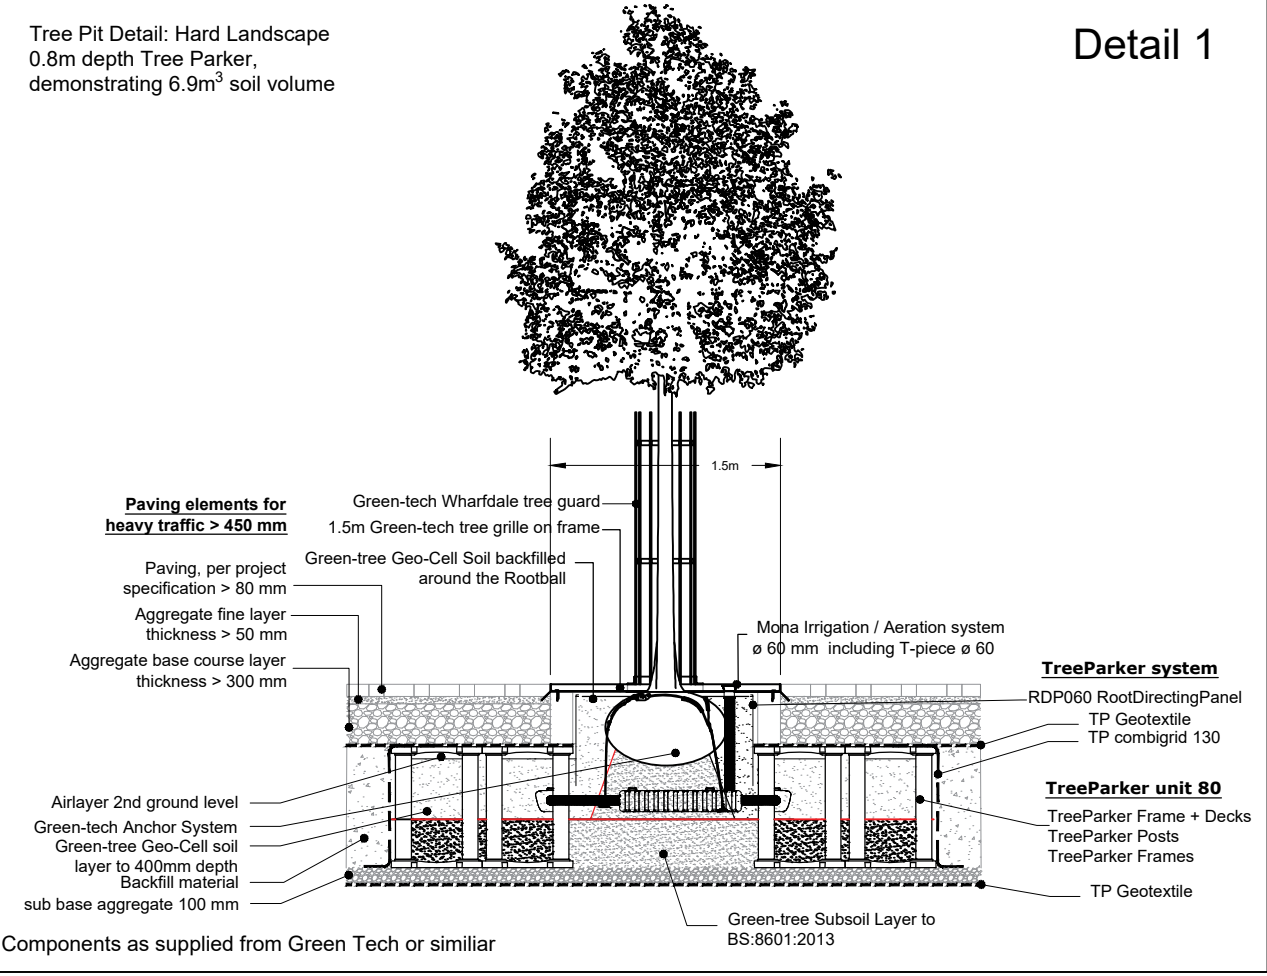 Tree Pit Detail: Hard Landscape
0.8m depth Tree Parker,
demonstrating 6.9m³ soil volume
Detail 1
1.5m
Paving elements for
heavy traffic > 450 mm
Paving, per project
specification > 80 mm
Aggregate fine layer
thickness > 50 mm
Aggregate base course layer
thickness > 300 mm
Green-tech Wharfdale tree guard
1.5m Green-tech tree grille on frame
Green-tree Geo-Cell Soil backfilled
around the Rootball
Mona Irrigation / Aeration system
ø 60 mm including T-piece ø 60
TreeParker system
RDP060 RootDirectingPanel
TP Geotextile
TP combigrid 130
TreeParker unit 80
TreeParker Frame + Decks
TreeParker Posts
TreeParker Frames
TP Geotextile
Airlayer 2nd ground level
Green-tech Anchor System
Green-tree Geo-Cell soil
layer to 400mm depth
Backfill material
sub base aggregate 100 mm
Green-tree Subsoil Layer to
BS:8601:2013
Components as supplied from Green Tech or similiar